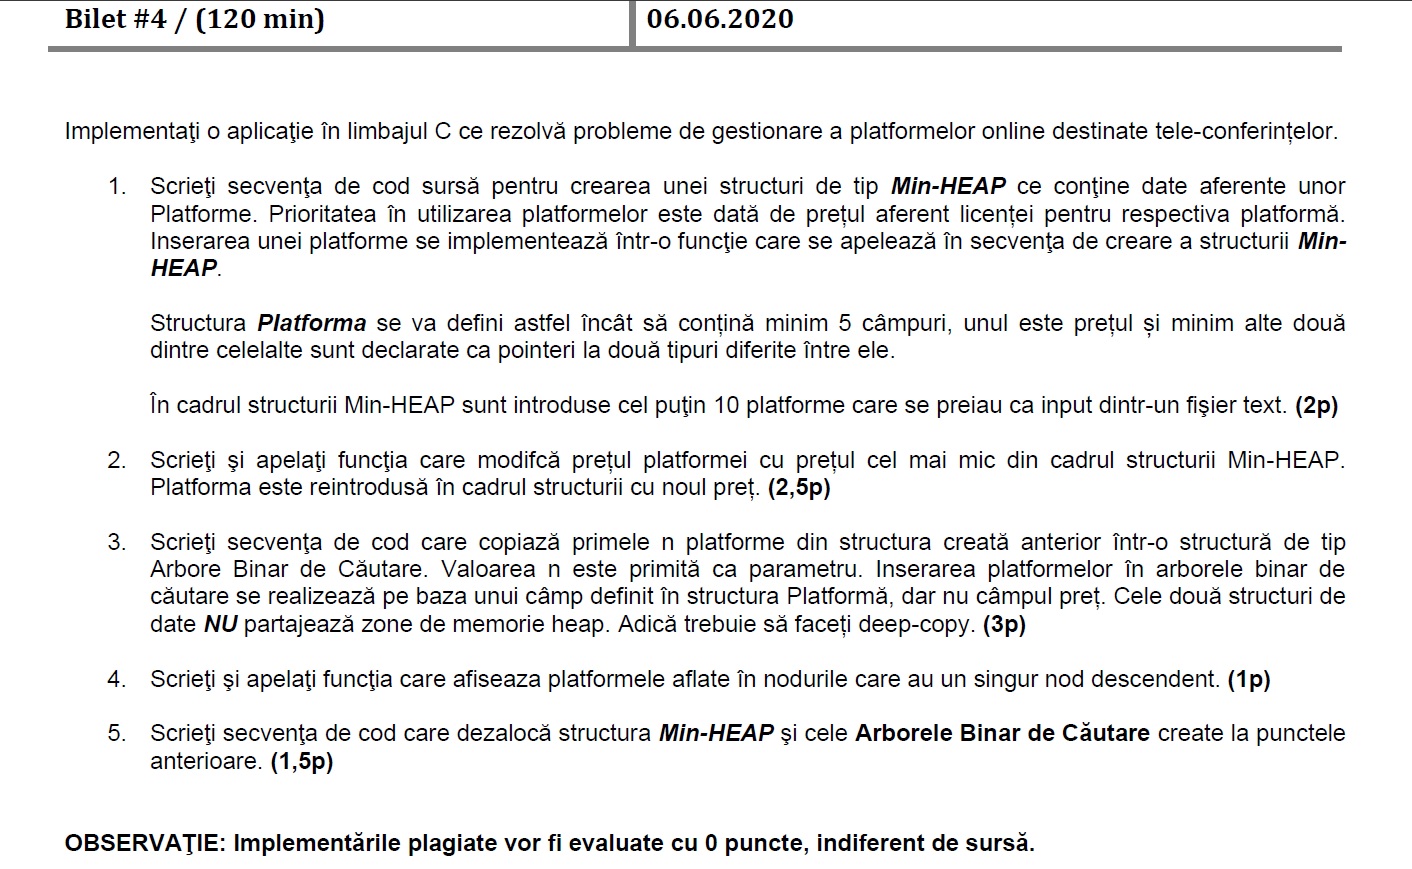 Bilet #4 / (120 min)
06.06.2020
Implementaţi o aplicaţie în limbajul C ce rezolvă probleme de gestionare a platformelor online destinate tele-conferințelor.
1. Scrieţi secvenţa de cod sursă pentru crearea unei structuri de tip Min-HEAP ce conţine date aferente unor
Platforme. Prioritatea în utilizarea platformelor este dată de prețul aferent licenței pentru respectiva platformă.
Inserarea unei platforme se implementează într-o funcţie care se apelează în secvenţa de creare a structurii Min-
HEAP.
Structura Platforma se va defini astfel încât să conțină minim 5 câmpuri, unul este prețul și minim alte două
dintre celelalte sunt declarate ca pointeri la două tipuri diferite între ele.
În cadrul structurii Min-HEAP sunt introduse cel puţin 10 platforme care se preiau ca input dintr-un fişier text. (2p)
2. Scrieţi şi apelaţi funcţia care modifcă prețul platformei cu prețul cel mai mic din cadrul structurii Min-HEAP.
Platforma este reintrodusă în cadrul structurii cu noul preț. (2,5p)
3. Scrieţi secvenţa de cod care copiază primele n platforme din structura creată anterior într-o structură de tip
Arbore Binar de Căutare. Valoarea n este primită ca parametru. Inserarea platformelor în arborele binar de
căutare se realizează pe baza unui câmp definit în structura Platformă, dar nu câmpul preț. Cele două structuri de
date NU partajează zone de memorie heap. Adică trebuie să faceți deep-copy. (3p)
4. Scrieţi şi apelaţi funcţia care afiseaza platformele aflate în nodurile care au un singur nod descendent. (1p)
5. Scrieţi secvenţa de cod care dezalocă structura Min-HEAP şi cele Arborele Binar de Căutare create la punctele
anterioare. (1,5p)
OBSERVAŢIE: Implementările plagiate vor fi evaluate cu 0 puncte, indiferent de sursă.